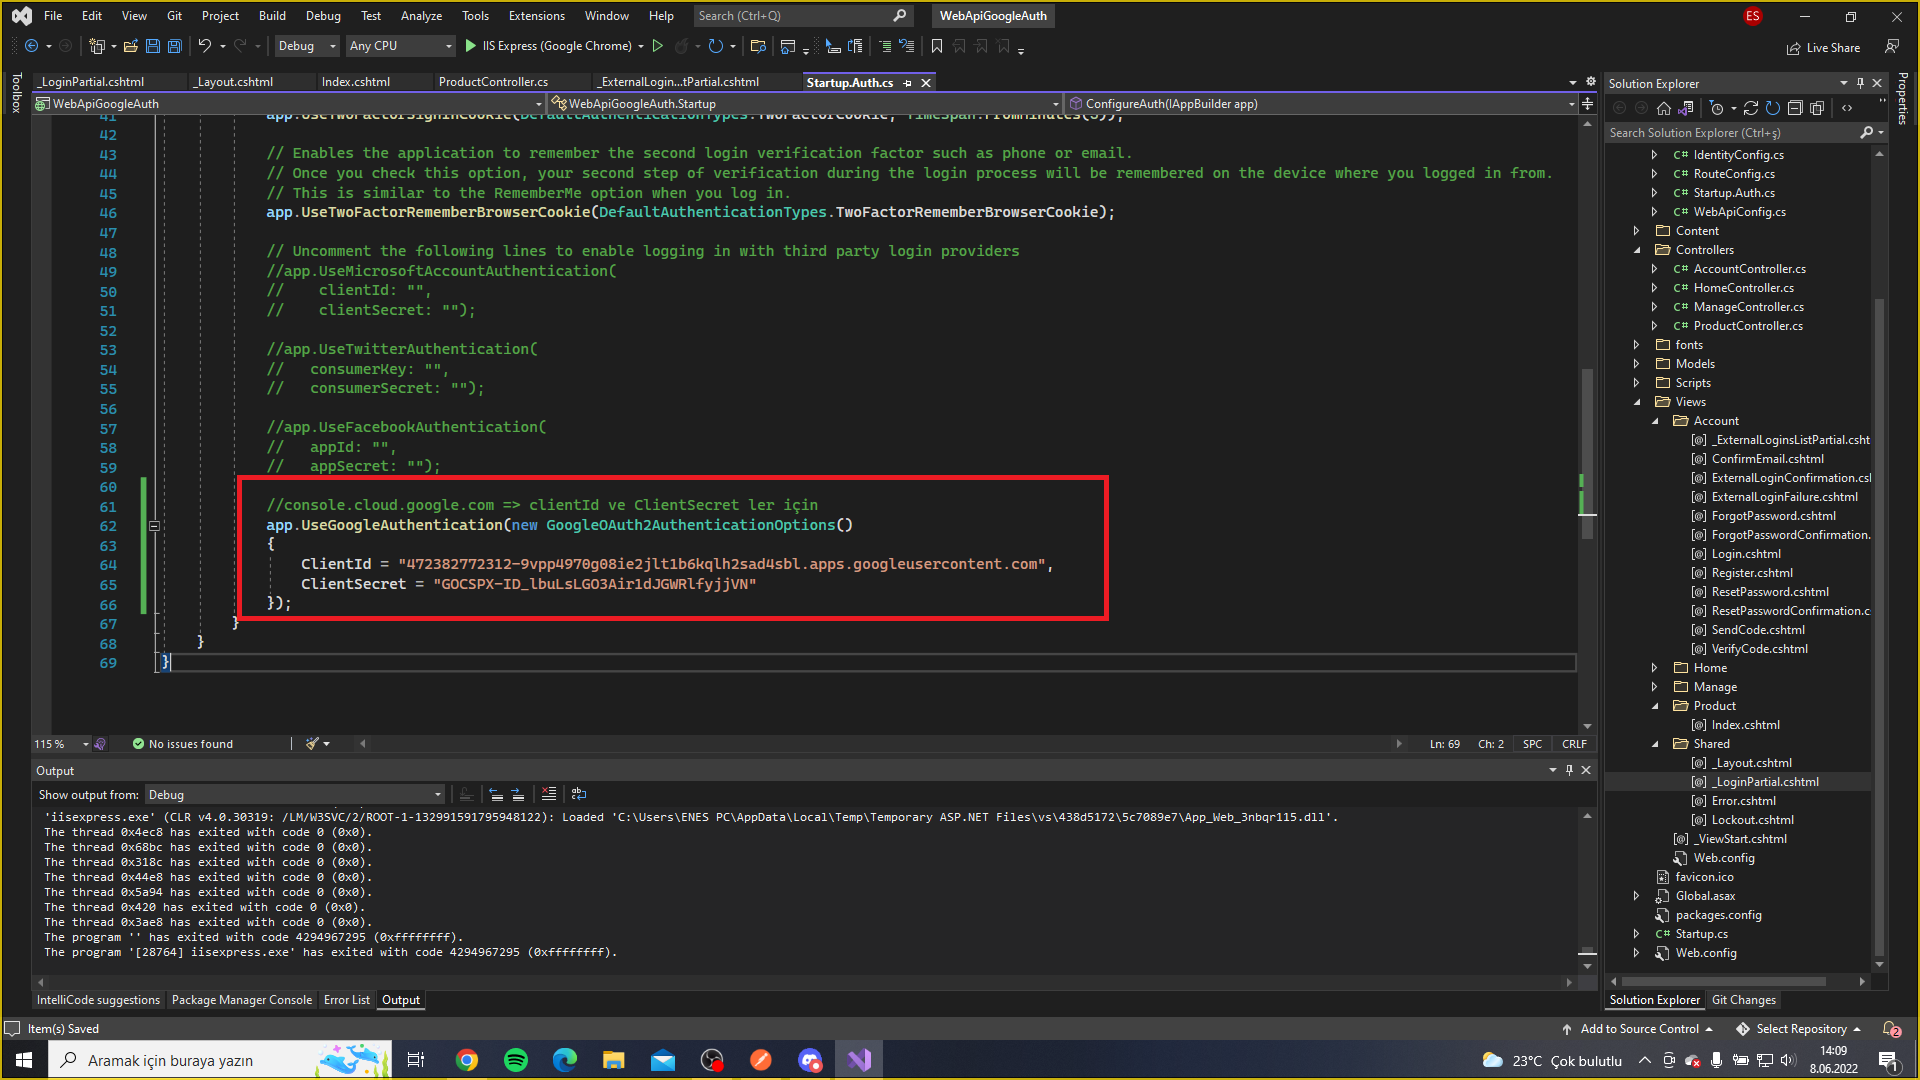 File Edit View Git Project Build Debug Test Analyze Tools Extensions Window Help Search (Ctrl+Q) WebApiGoogleAuth ES
Debug Any CPU IIS Express (Google Chrome) Live Share
Toolbox
_LoginPartial.cshtml _Layout.cshtml Index.cshtml ProductController.cs _ExternalLogin...tPartial.cshtml Startup.Auth.cs
WebApiGoogleAuth WebApiGoogleAuth.Startup ConfigureAuth(IAppBuilder app)
41 app.UseTwoFactorSignInCookie(DefaultAuthenticationTypes.TwoFactorCookie, TimeSpan.FromMinutes(5));
42
43 // Enables the application to remember the second login verification factor such as phone or email.
44 // Once you check this option, your second step of verification during the login process will be remembered on the device where you logged in from.
45 // This is similar to the RememberMe option when you log in.
46 app.UseTwoFactorRememberBrowserCookie(DefaultAuthenticationTypes.TwoFactorRememberBrowserCookie);
47
48 // Uncomment the following lines to enable logging in with third party login providers
49 //app.UseMicrosoftAccountAuthentication(
50 //    clientId: "",
51 //    clientSecret: "");
52
53 //app.UseTwitterAuthentication(
54 //   consumerKey: "",
55 //   consumerSecret: "");
56
57 //app.UseFacebookAuthentication(
58 //   appId: "",
59 //   appSecret: "");
60
61 //console.cloud.google.com => clientId ve ClientSecret ler için
62 app.UseGoogleAuthentication(new GoogleOAuth2AuthenticationOptions()
63 {
64 ClientId = "472382772312-9vpp4970g08ie2jlt1b6kqlh2sad4sbl.apps.googleusercontent.com",
65 ClientSecret = "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"
66 });
67 }
68 }
69 }
115 % No issues found Ln: 69 Ch: 2 SPC CRLF
Output
Show output from: Debug
'iisexpress.exe' (CLR v4.0.30319: /LM/W3SVC/2/ROOT-1-132991591795948122): Loaded 'C:\Users\ENES PC\AppData\Local\Temp\Temporary ASP.NET Files\vs\438d5172\5c7089e7\App_Web_3nbqr115.dll'.
The thread 0x4ec8 has exited with code 0 (0x0).
The thread 0x68bc has exited with code 0 (0x0).
The thread 0x318c has exited with code 0 (0x0).
The thread 0x44e8 has exited with code 0 (0x0).
The thread 0x5a94 has exited with code 0 (0x0).
The thread 0x420 has exited with code 0 (0x0).
The thread 0x3ae8 has exited with code 0 (0x0).
The program '' has exited with code 4294967295 (0xffffffff).
The program '[28764] iisexpress.exe' has exited with code 4294967295 (0xffffffff).
IntelliCode suggestions Package Manager Console Error List Output
Solution Explorer
Search Solution Explorer (Ctrl+ş)
C# IdentityConfig.cs
C# RouteConfig.cs
C# Startup.Auth.cs
C# WebApiConfig.cs
Content
Controllers
C# AccountController.cs
C# HomeController.cs
C# ManageController.cs
C# ProductController.cs
fonts
Models
Scripts
Views
Account
_ExternalLoginsListPartial.csht
ConfirmEmail.cshtml
ExternalLoginConfirmation.csl
ExternalLoginFailure.cshtml
ForgotPassword.cshtml
ForgotPasswordConfirmation.
Login.cshtml
Register.cshtml
ResetPassword.cshtml
ResetPasswordConfirmation.c
SendCode.cshtml
VerifyCode.cshtml
Home
Manage
Product
Index.cshtml
Shared
_Layout.cshtml
_LoginPartial.cshtml
Error.cshtml
Lockout.cshtml
_ViewStart.cshtml
Web.config
favicon.ico
Global.asax
packages.config
C# Startup.cs
Web.config
Solution Explorer Git Changes
Properties
Item(s) Saved Add to Source Control Select Repository 2
Aramak için buraya yazın 23°C Çok bulutlu 14:09
8.06.2022 1